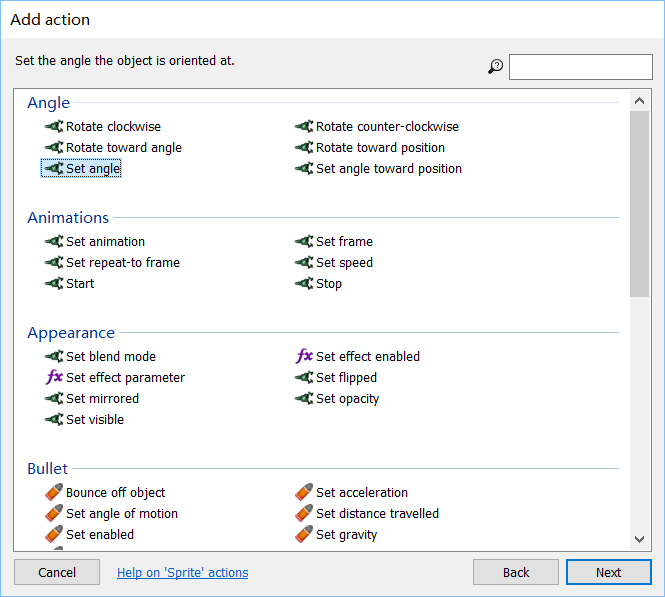 Add action
Set the angle the object is oriented at.
Angle
Rotate clockwise
Rotate counter-clockwise
Rotate toward angle
Rotate toward position
Set angle
Set angle toward position
Animations
Set animation
Set frame
Set repeat-to frame
Set speed
Start
Stop
Appearance
Set blend mode
fx Set effect enabled
fx Set effect parameter
Set flipped
Set mirrored
Set opacity
Set visible
Bullet
Bounce off object
Set acceleration
Set angle of motion
Set distance travelled
Set enabled
Set gravity
Cancel
Help on 'Sprite' actions
Back
Next